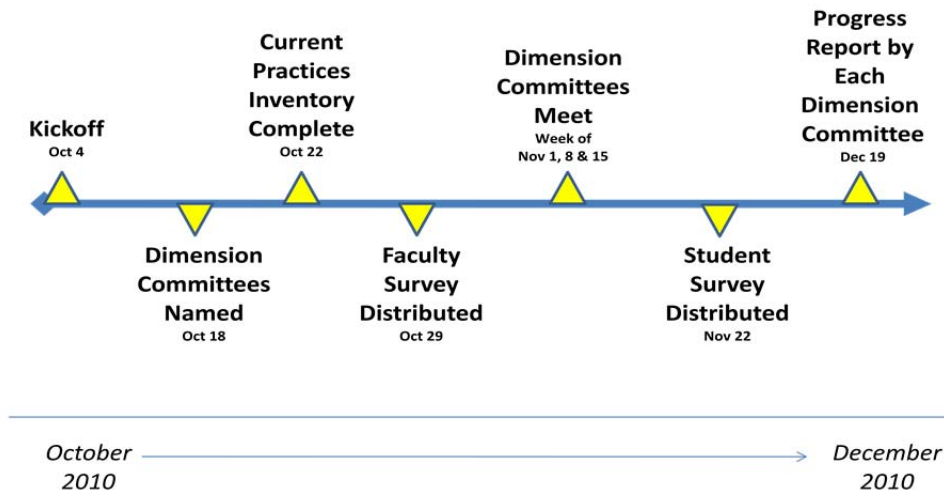 Kickoff
Oct 4
Current
Practices
Inventory
Complete
Oct 22
Dimension
Committees
Meet
Week of
Nov 1, 8 & 15
Progress
Report by
Each
Dimension
Committee
Dec 19
Dimension
Committees
Named
Oct 18
Faculty
Survey
Distributed
Oct 29
Student
Survey
Distributed
Nov 22
October
2010
December
2010